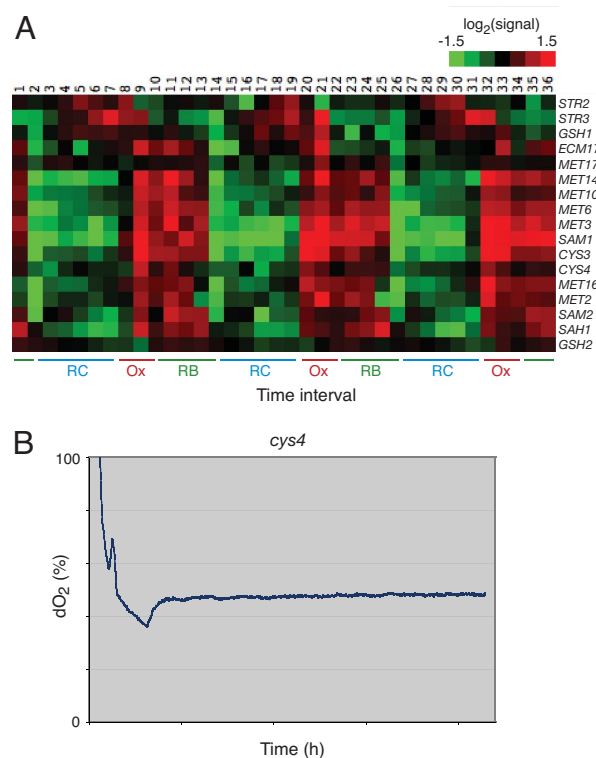 A
log2(signal)
-1.5 1.5
1 2 3 4 5 6 7 8 9 10 11 12 13 14 15 16 17 18 19 20 21 22 23 24 25 26 27 28 29 30 31 32 33 34 35 36
STR2
STR3
GSH1
ECM17
MET17
MET14
MET10
MET6
MET3
SAM1
CYS3
CYS4
MET16
MET2
SAM2
SAH1
GSH2
RC Ox RB RC Ox RB RC Ox
Time interval
B
cys4
100
dO2 (%)
0
Time (h)